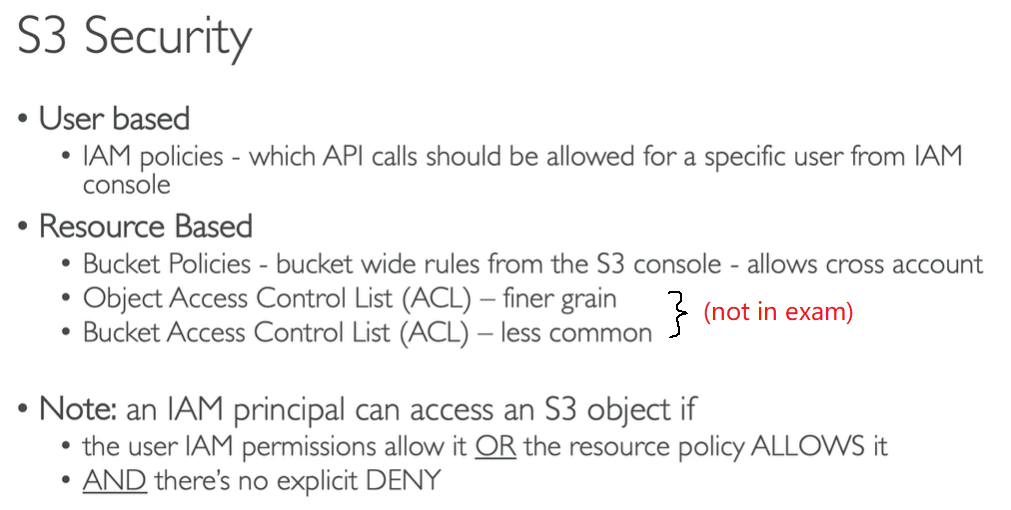 S3 Security
• User based
• IAM policies - which API calls should be allowed for a specific user from IAM
console
• Resource Based
• Bucket Policies - bucket wide rules from the S3 console - allows cross account
• Object Access Control List (ACL) – finer grain
• Bucket Access Control List (ACL) – less common
(not in exam)
• Note: an IAM principal can access an S3 object if
• the user IAM permissions allow it OR the resource policy ALLOWS it
• AND there's no explicit DENY